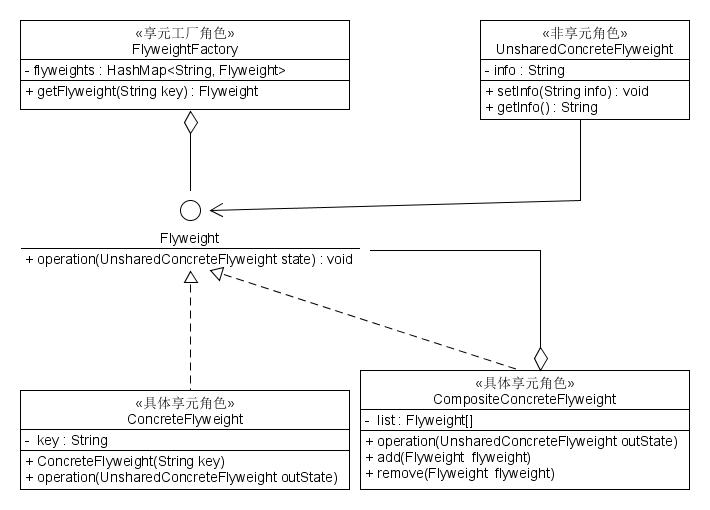 «享元工厂角色»
FlyweightFactory
- flyweights : HashMap<String, Flyweight>
+ getFlyweight(String key) : Flyweight
«非享元角色»
UnsharedConcreteFlyweight
- info : String
+ setInfo(String info) : void
+ getInfo() : String
Flyweight
+ operation(UnsharedConcreteFlyweight state) : void
«具体享元角色»
ConcreteFlyweight
- key : String
+ ConcreteFlyweight(String key)
+ operation(UnsharedConcreteFlyweight outState)
«具体享元角色»
CompositeConcreteFlyweight
- list : Flyweight[]
+ operation(UnsharedConcreteFlyweight outState)
+ add(Flyweight flyweight)
+ remove(Flyweight flyweight)